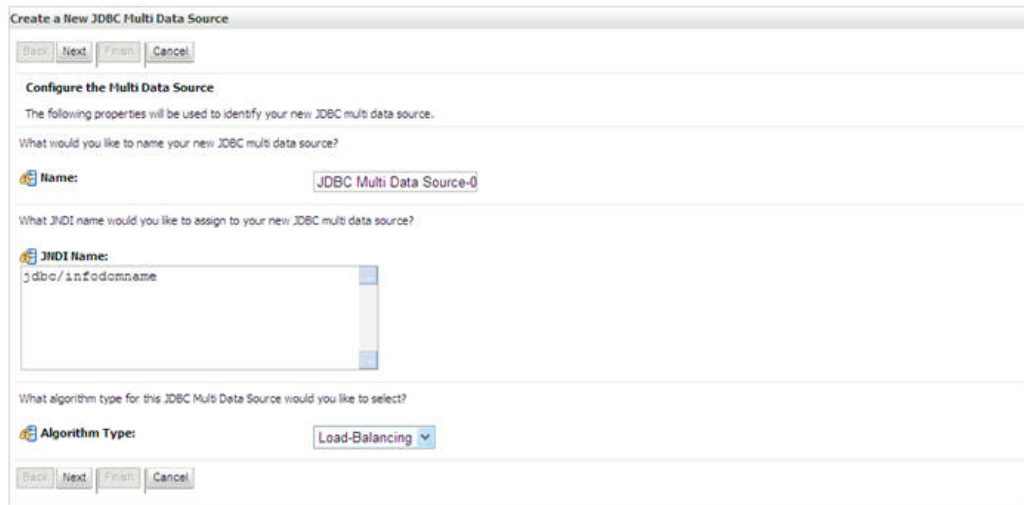 Create a New JDBC Multi Data Source
Back Next Finish Cancel
Configure the Multi Data Source
The following properties will be used to identify your new JDBC multi data source.
What would you like to name your new JDBC multi data source?
Name: JDBC Multi Data Source-0
What JNDI name would you like to assign to your new JDBC multi data source?
JNDI Name:
jdbc/infodomname
What algorithm type for this JDBC Multi Data Source would you like to select?
Algorithm Type: Load-Balancing
Back Next Finish Cancel